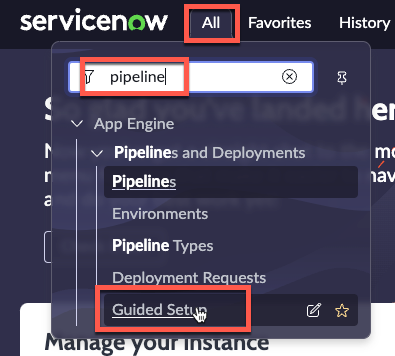 servicenow All Favorites History
pipeline
App Engine
Pipelines and Deployments
Pipelines
Environments
Pipeline Types
Deployment Requests
Guided Setup
Manage your instance